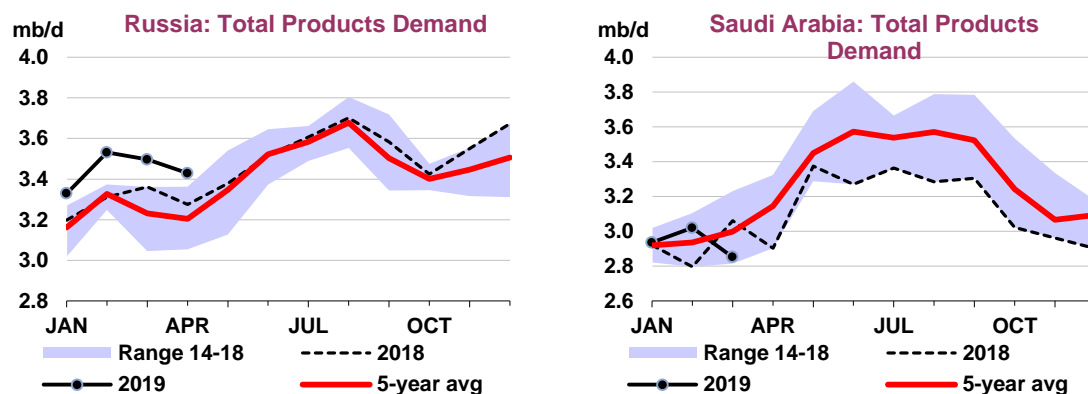 Russia: Total Products Demand
mb/d
4.0
3.8
3.6
3.4
3.2
3.0
2.8
JAN APR JUL OCT
Range 14-18 2018
2019 5-year avg
Saudi Arabia: Total Products
Demand
mb/d
4.0
3.8
3.6
3.4
3.2
3.0
2.8
2.6
JAN APR JUL OCT
Range 14-18 2018
2019 5-year avg